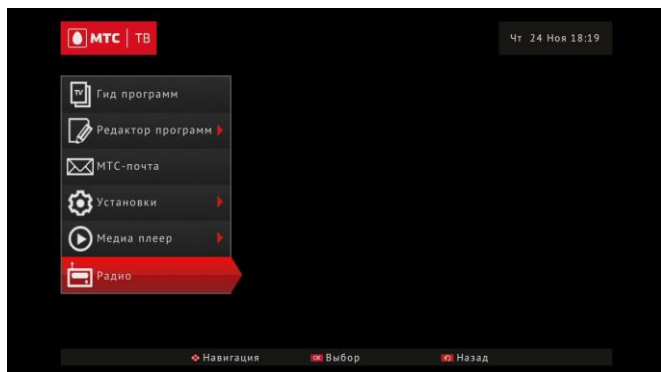 МТС | ТВ
Чт 24 Ноя 18:19
TV
Гид программ
Редактор программ
МТС-почта
Установки
Медиа плеер
Радио
Навигация OK Выбор Назад